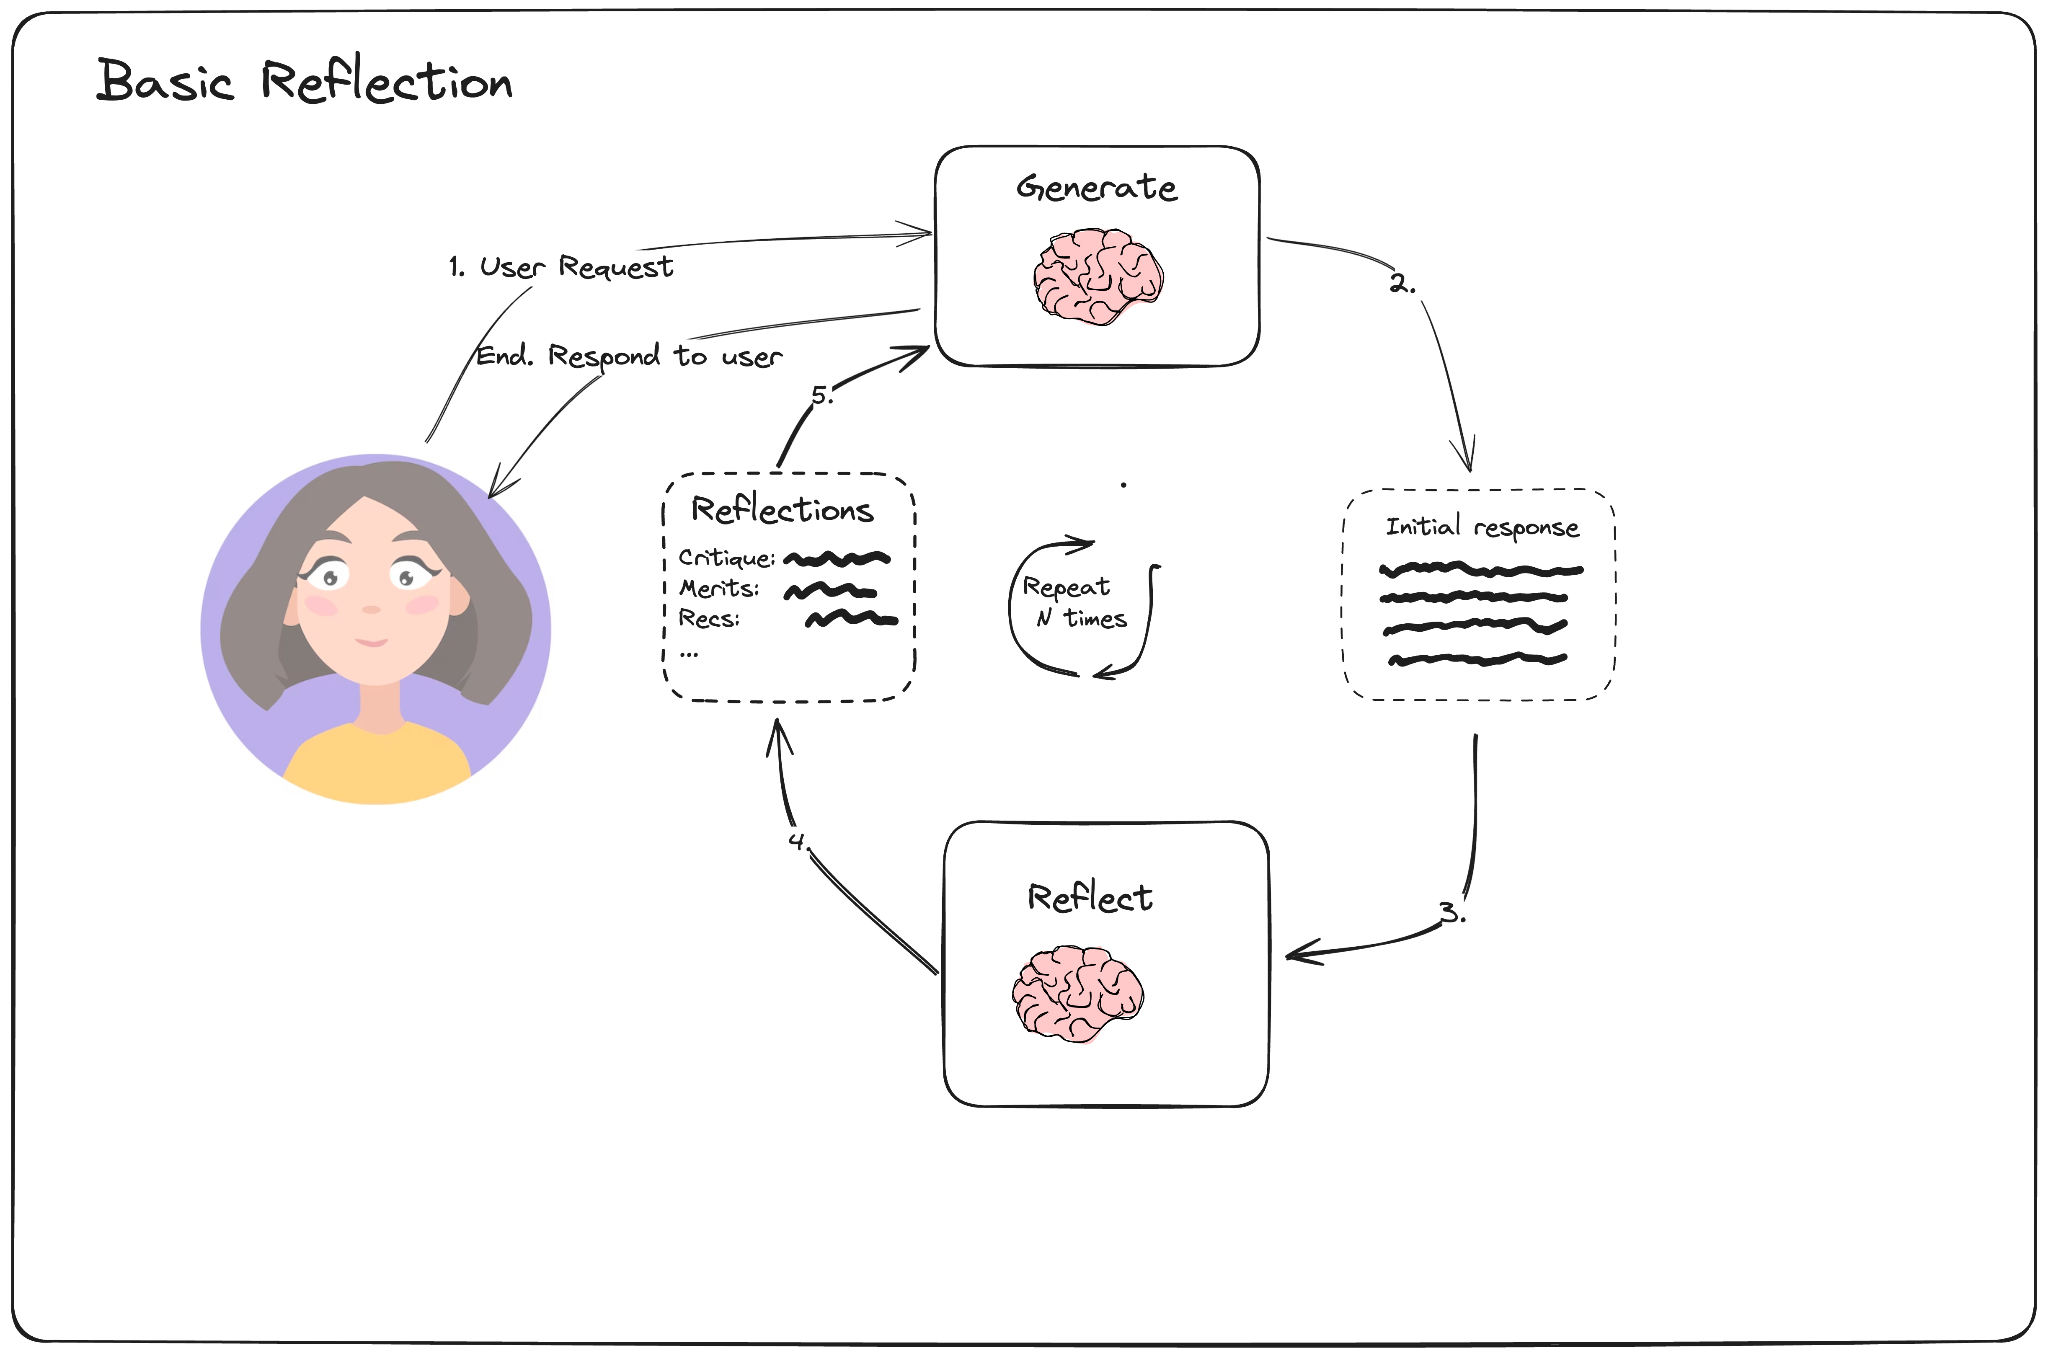 Basic Reflection
Generate
1. User Request
2.
End. Respond to user
5.
Reflections
Critique:
Merits:
Recs:
...
Repeat
N times
Initial response
4.
Reflect
3.